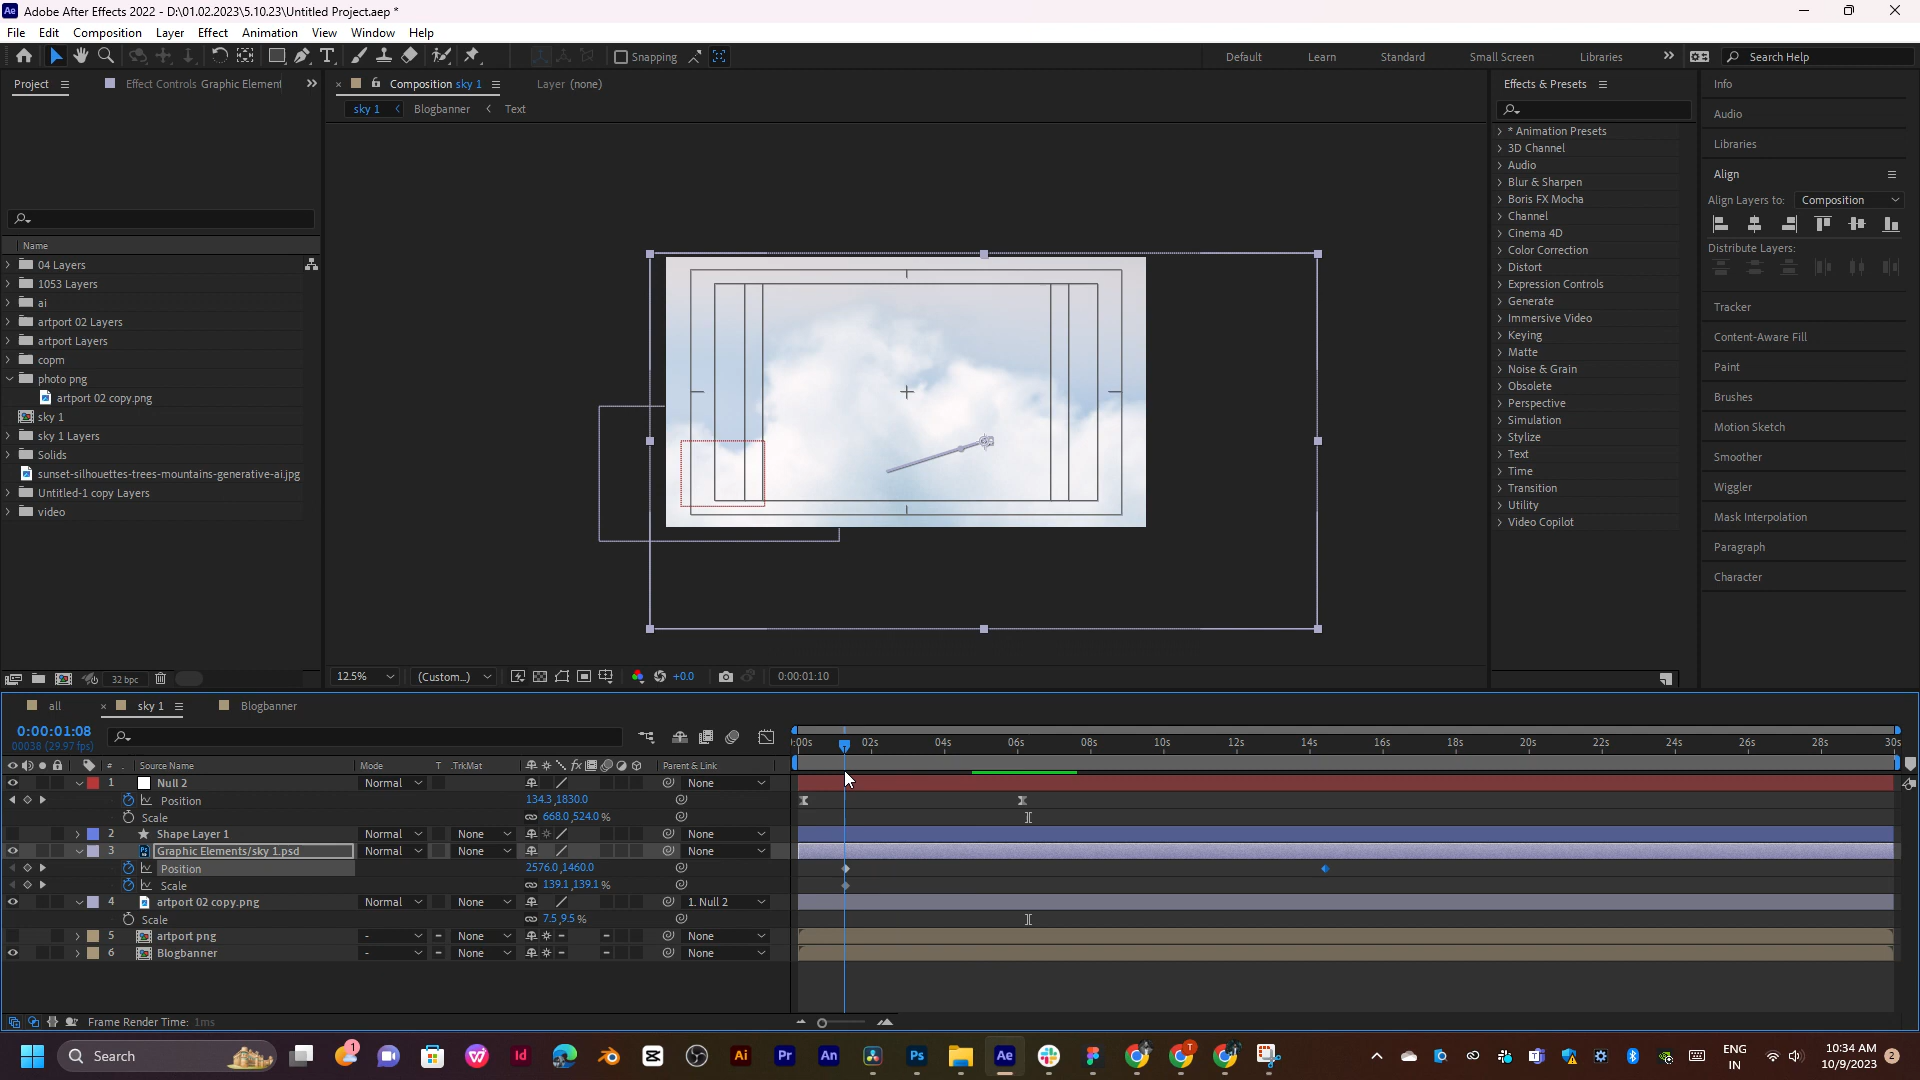 Adobe After Effects 2022 - D:\01.02.2023\5.10.23\Untitled Project.aep *
File Edit Composition Layer Effect Animation View Window Help
Snapping Default Learn Standard Small Screen Libraries Search Help
Project Effect Controls Graphic Element Composition sky 1 Layer (none) Effects & Presets Info
sky 1 Blogbanner Text
Audio
Libraries
Align
Align Layers to: Composition
Distribute Layers:
Tracker
Content-Aware Fill
Paint
Brushes
Motion Sketch
Smoother
Wiggler
Mask Interpolation
Paragraph
Character
* Animation Presets
3D Channel
Audio
Blur & Sharpen
Boris FX Mocha
Channel
Cinema 4D
Color Correction
Distort
Expression Controls
Generate
Immersive Video
Keying
Matte
Noise & Grain
Obsolete
Perspective
Simulation
Stylize
Text
Time
Transition
Utility
Video Copilot
Name
04 Layers
1053 Layers
ai
artport 02 Layers
artport Layers
copm
photo png
artport 02 copy.png
sky 1
sky 1 Layers
Solids
sunset-silhouettes-trees-mountains-generative-ai.jpg
Untitled-1 copy Layers
video
32 bpc
12.5% (Custom...) +0.0 0:00:01:10
all sky 1 Blogbanner
0:00:01:08
00038 (29.97 fps)
:00s 02s 04s 06s 08s 10s 12s 14s 16s 18s 20s 22s 24s 26s 28s 30s
# Source Name Mode T .TrkMat Parent & Link
1 Null 2 Normal None
Position 134.3,1830.0
Scale 668.0,524.0 %
2 Shape Layer 1 Normal None None
3 Graphic Elements/sky 1.psd Normal None None
Position 2576.0,1460.0
Scale 139.1,139.1 %
4 artport 02 copy.png Normal None 1. Null 2
Scale 7.5,9.5 %
5 artport png - None None
6 Blogbanner - None None
Frame Render Time: 1ms
Search
ENG
IN
10:34 AM
10/9/2023